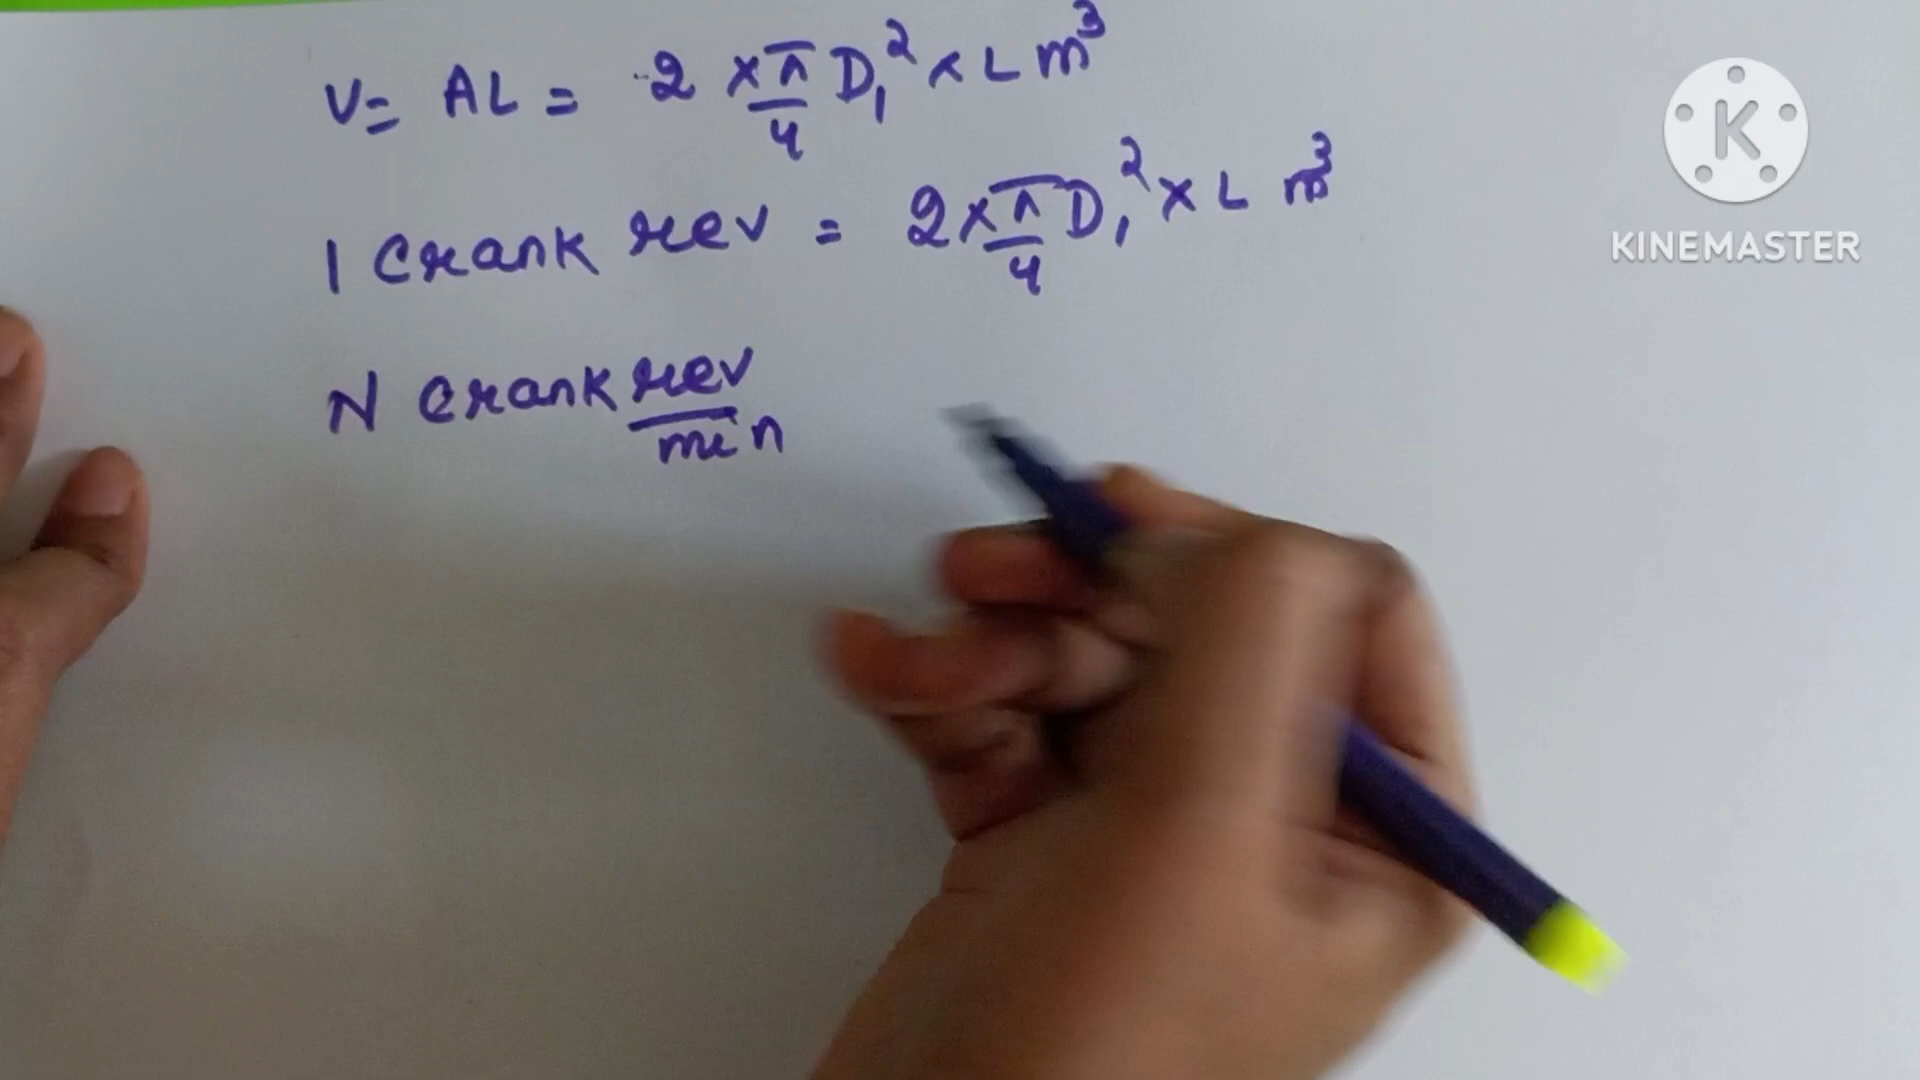 V= AL = 2 × π/4 D₁² × L m³
1 Crank rev = 2 × π/4 D₁² × L m³
N crank rev/min
K
KINEMASTER